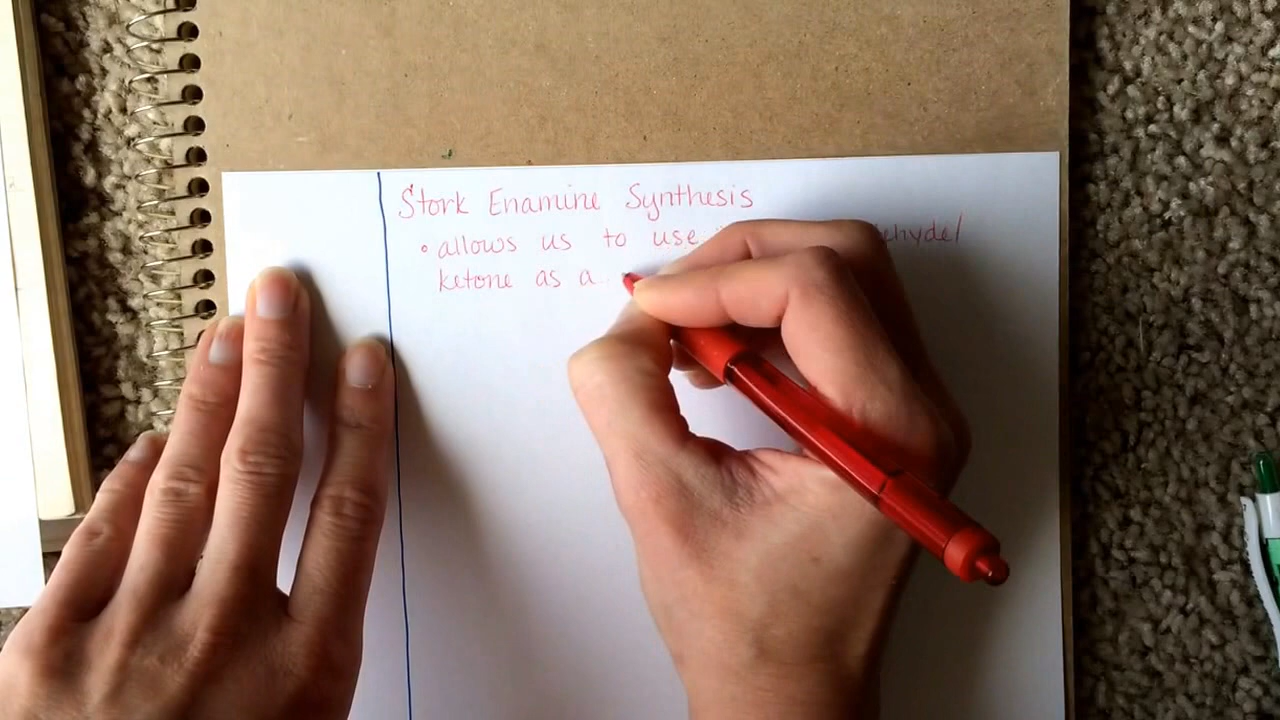 Stork Enamine Synthesis
• allows us to use
ketone as a...